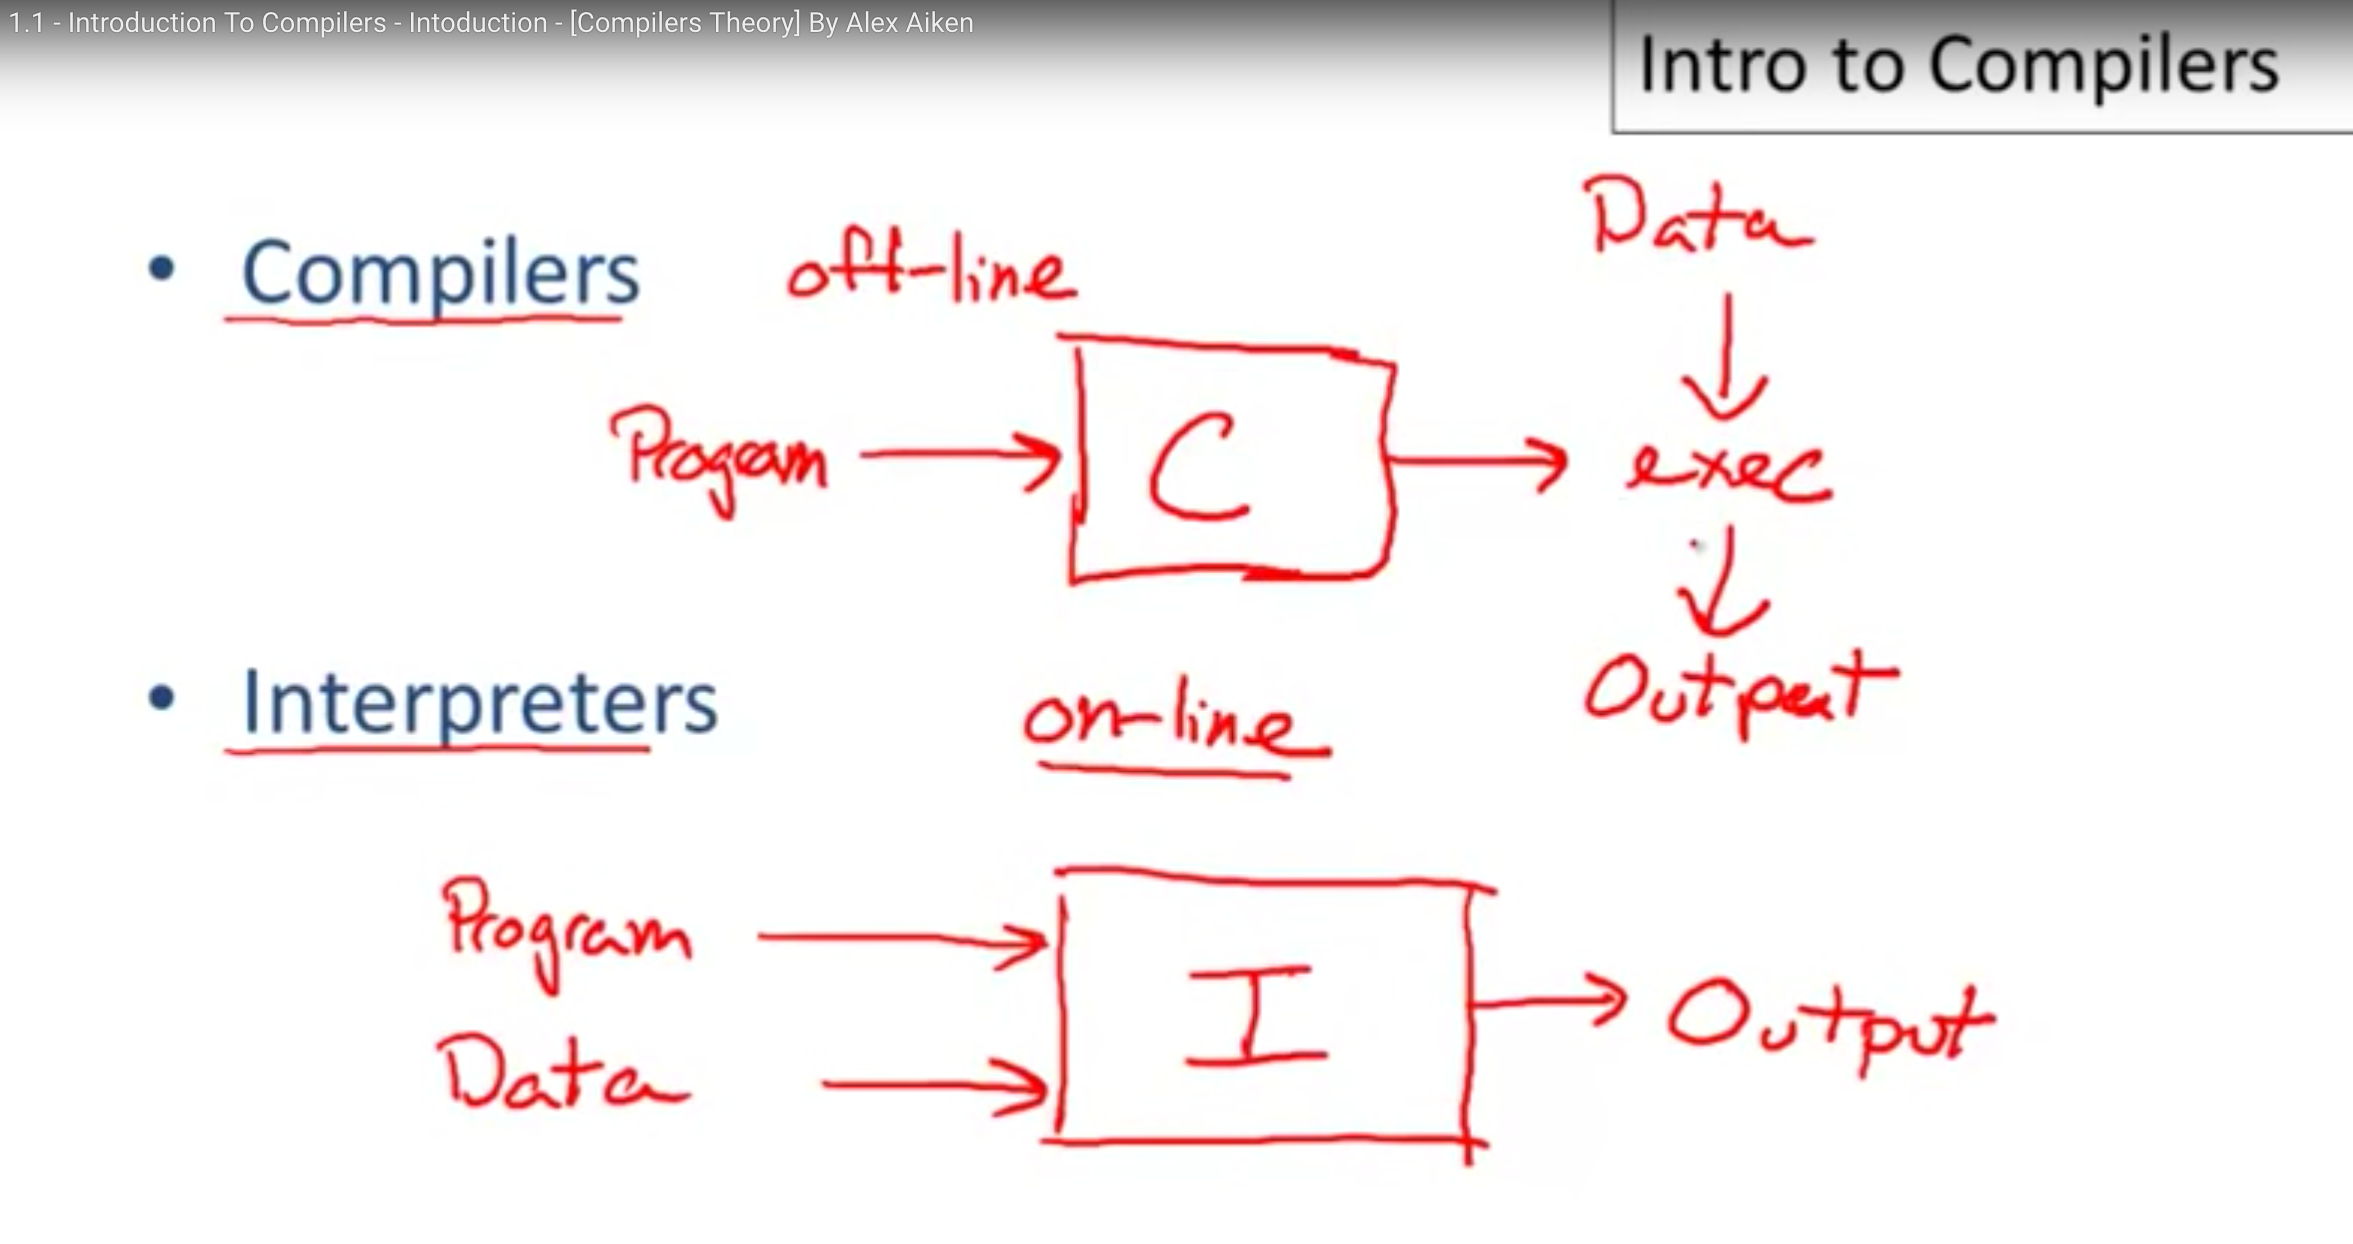 1.1 - Introduction To Compilers - Intoduction - [Compilers Theory] By Alex Aiken
Intro to Compilers
Data
• Compilers off-line
Program C exec
Output
• Interpreters on-line
Program
I Output
Data